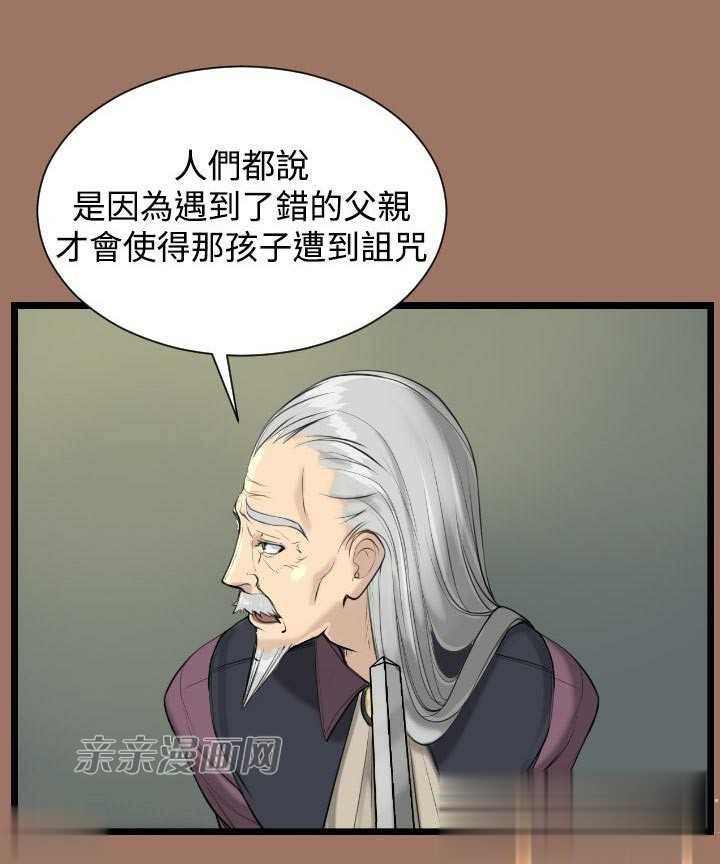 人們都說
是因為遇到了錯的父親
才會使得那孩子遭到詛咒
亲亲漫画网